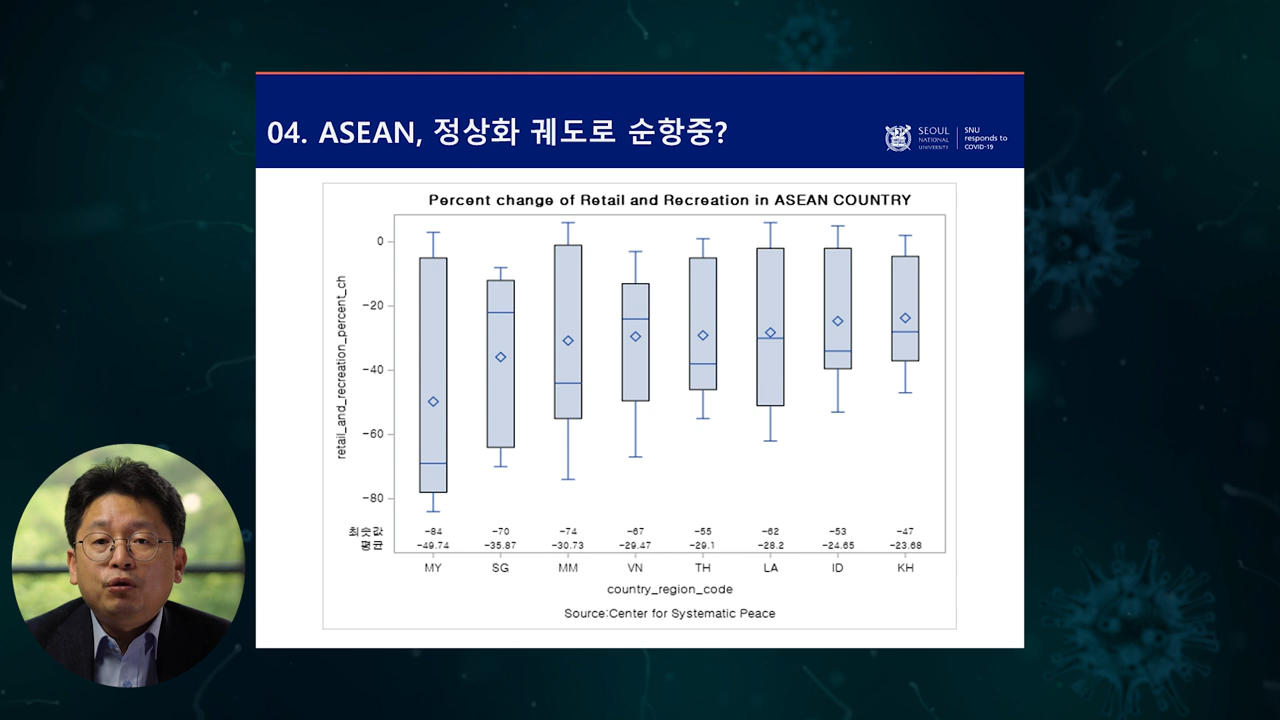 04. ASEAN, 정상화 궤도로 순항중?
SEOUL
NATIONAL
UNIVERSITY
SNU
responds to
COVID-19
Percent change of Retail and Recreation in ASEAN COUNTRY
retail_and_recreation_percent_ch
0
-20
-40
-60
-80
최솟값 -84 -70 -74 -67 -55 -62 -53 -47
평균 -49.74 -35.87 -30.73 -29.47 -29.1 -28.2 -24.65 -23.68
MY SG MM VN TH LA ID KH
country_region_code
Source:Center for Systematic Peace